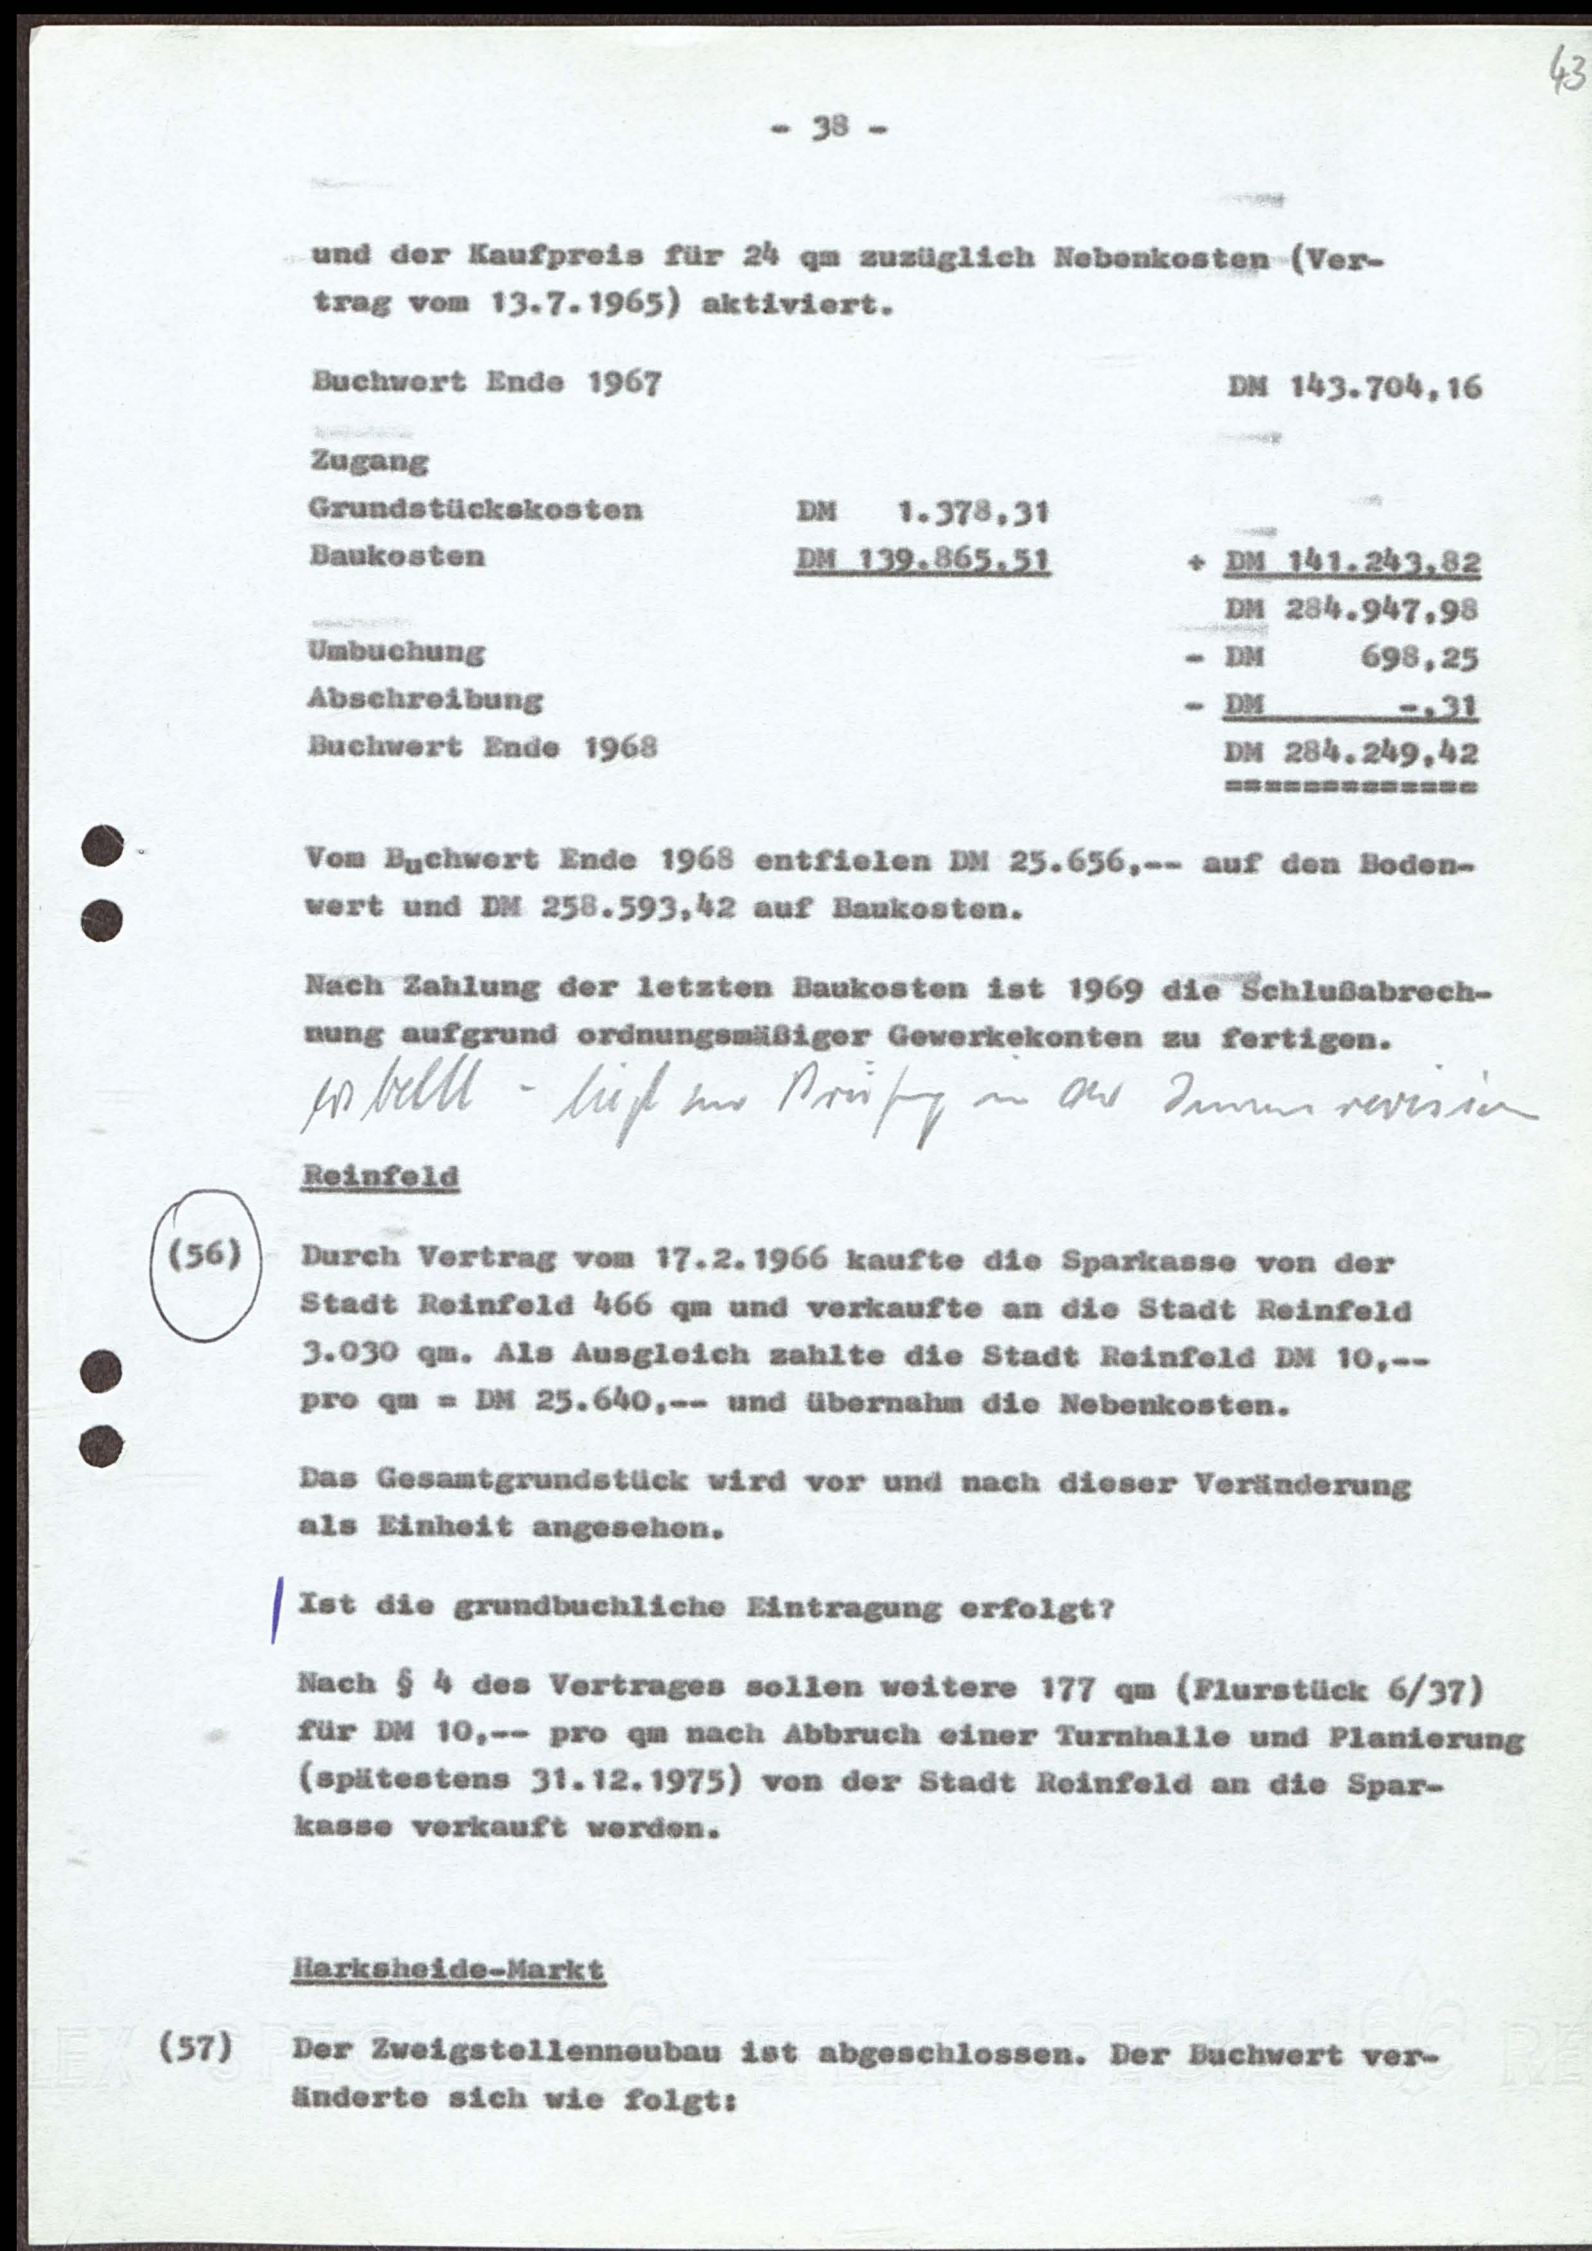 43
- 38 -
und der Kaufpreis für 24 qm zuzüglich Nebenkosten (Ver-
trag vom 13.7.1965) aktiviert.
Buchwert Ende 1967 DM 143.704,16
Zugang
Grundstückskosten DM 1.378,31
Baukosten DM 139.865.51 + DM 141.243,82
DM 284.947,98
Umbuchung - DM 698,25
Abschreibung - DM -,31
Buchwert Ende 1968 DM 284.249,42
=============
Vom Buchwert Ende 1968 entfielen DM 25.656,-- auf den Boden-
wert und DM 258.593,42 auf Baukosten.
Nach Zahlung der letzten Baukosten ist 1969 die Schlußabrech-
nung aufgrund ordnungsmäßiger Gewerkekonten zu fertigen.
erstellt - liegt zur Prüfung in der Innenrevision
Reinfeld
(56) Durch Vertrag vom 17.2.1966 kaufte die Sparkasse von der
Stadt Reinfeld 466 qm und verkaufte an die Stadt Reinfeld
3.030 qm. Als Ausgleich zahlte die Stadt Reinfeld DM 10,--
pro qm = DM 25.640,-- und übernahm die Nebenkosten.
Das Gesamtgrundstück wird vor und nach dieser Veränderung
als Einheit angesehen.
Ist die grundbuchliche Eintragung erfolgt?
Nach § 4 des Vertrages sollen weitere 177 qm (Flurstück 6/37)
für DM 10,-- pro qm nach Abbruch einer Turnhalle und Planierung
(spätestens 31.12.1975) von der Stadt Reinfeld an die Spar-
kasse verkauft werden.
Harksheide-Markt
(57) Der Zweigstellenneubau ist abgeschlossen. Der Buchwert ver-
änderte sich wie folgt: